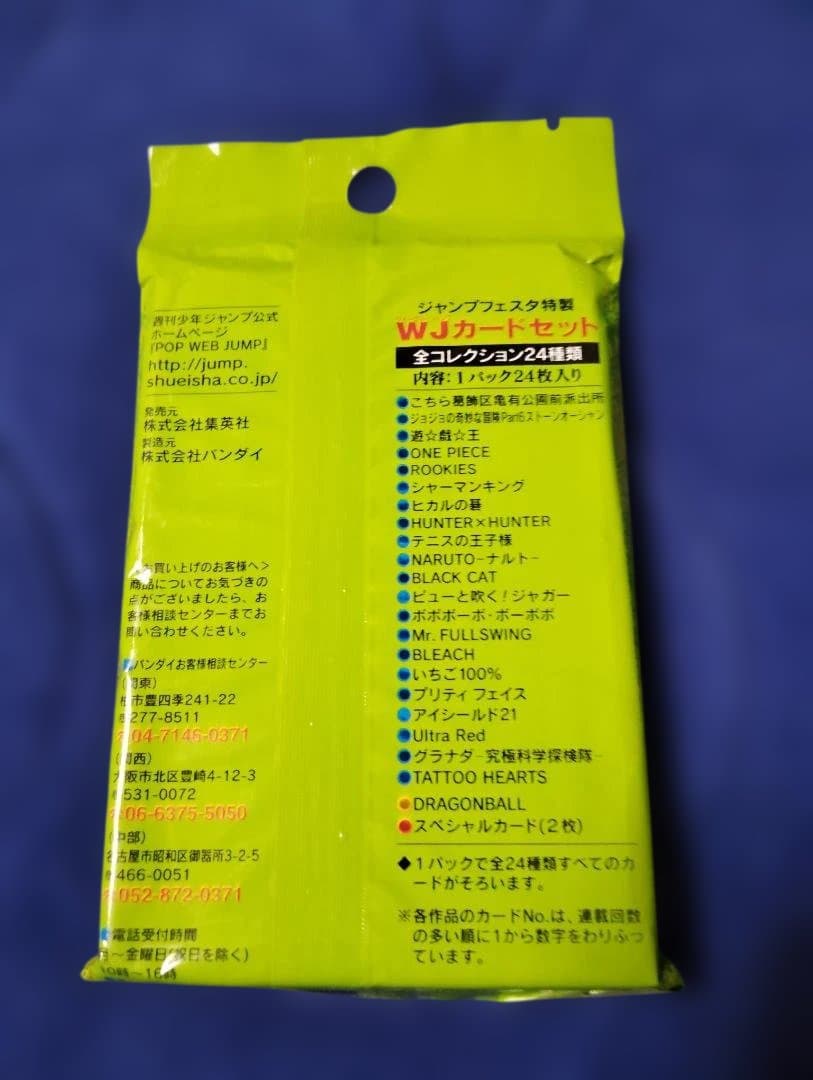 週刊少年ジャンプ公式
ホームページ
『POP WEB JUMP』
http://jump.
shueisha.co.jp/
発売元
株式会社集英社
製造元
株式会社バンダイ
お買い上げのお客様へ>
商品についてお気づきの
点がございましたら、お
客様相談センターまでお
問い合わせください。
バンダイお客様相談センター
(関東)
柏市豊四季241-22
277-8511
04-7146-0371
(関西)
大阪市北区豊崎4-12-3
531-0072
06-6375-5050
(中部)
名古屋市昭和区御器所3-2-5
466-0051
052-872-0371
電話受付時間
月~金曜日(祝日を除く)
10時~16時
ジャンプフェスタ特製
WJカードセット
全コレクション24種類
内容:1パック24枚入り
●こちら葛飾区亀有公園前派出所
●ジョジョの奇妙な冒険Part6ストーンオーシャン
●遊☆戯☆王
●ONE PIECE
●ROOKIES
●シャーマンキング
●ヒカルの碁
●HUNTER×HUNTER
●テニスの王子様
●NARUTO-ナルト-
●BLACK CAT
●ピューと吹く!ジャガー
●ボボボーボ・ボーボボ
●Mr. FULLSWING
●BLEACH
●いちご100%
●プリティ フェイス
●アイシールド21
●Ultra Red
●グラナダ-究極科学探検隊-
●TATTOO HEARTS
●DRAGONBALL
●スペシャルカード(2枚)
◆1パックで全24種類すべてのカ
ードがそろいます。
※各作品のカードNo.は、連載回数
の多い順に1から数字をわりふっ
ています。